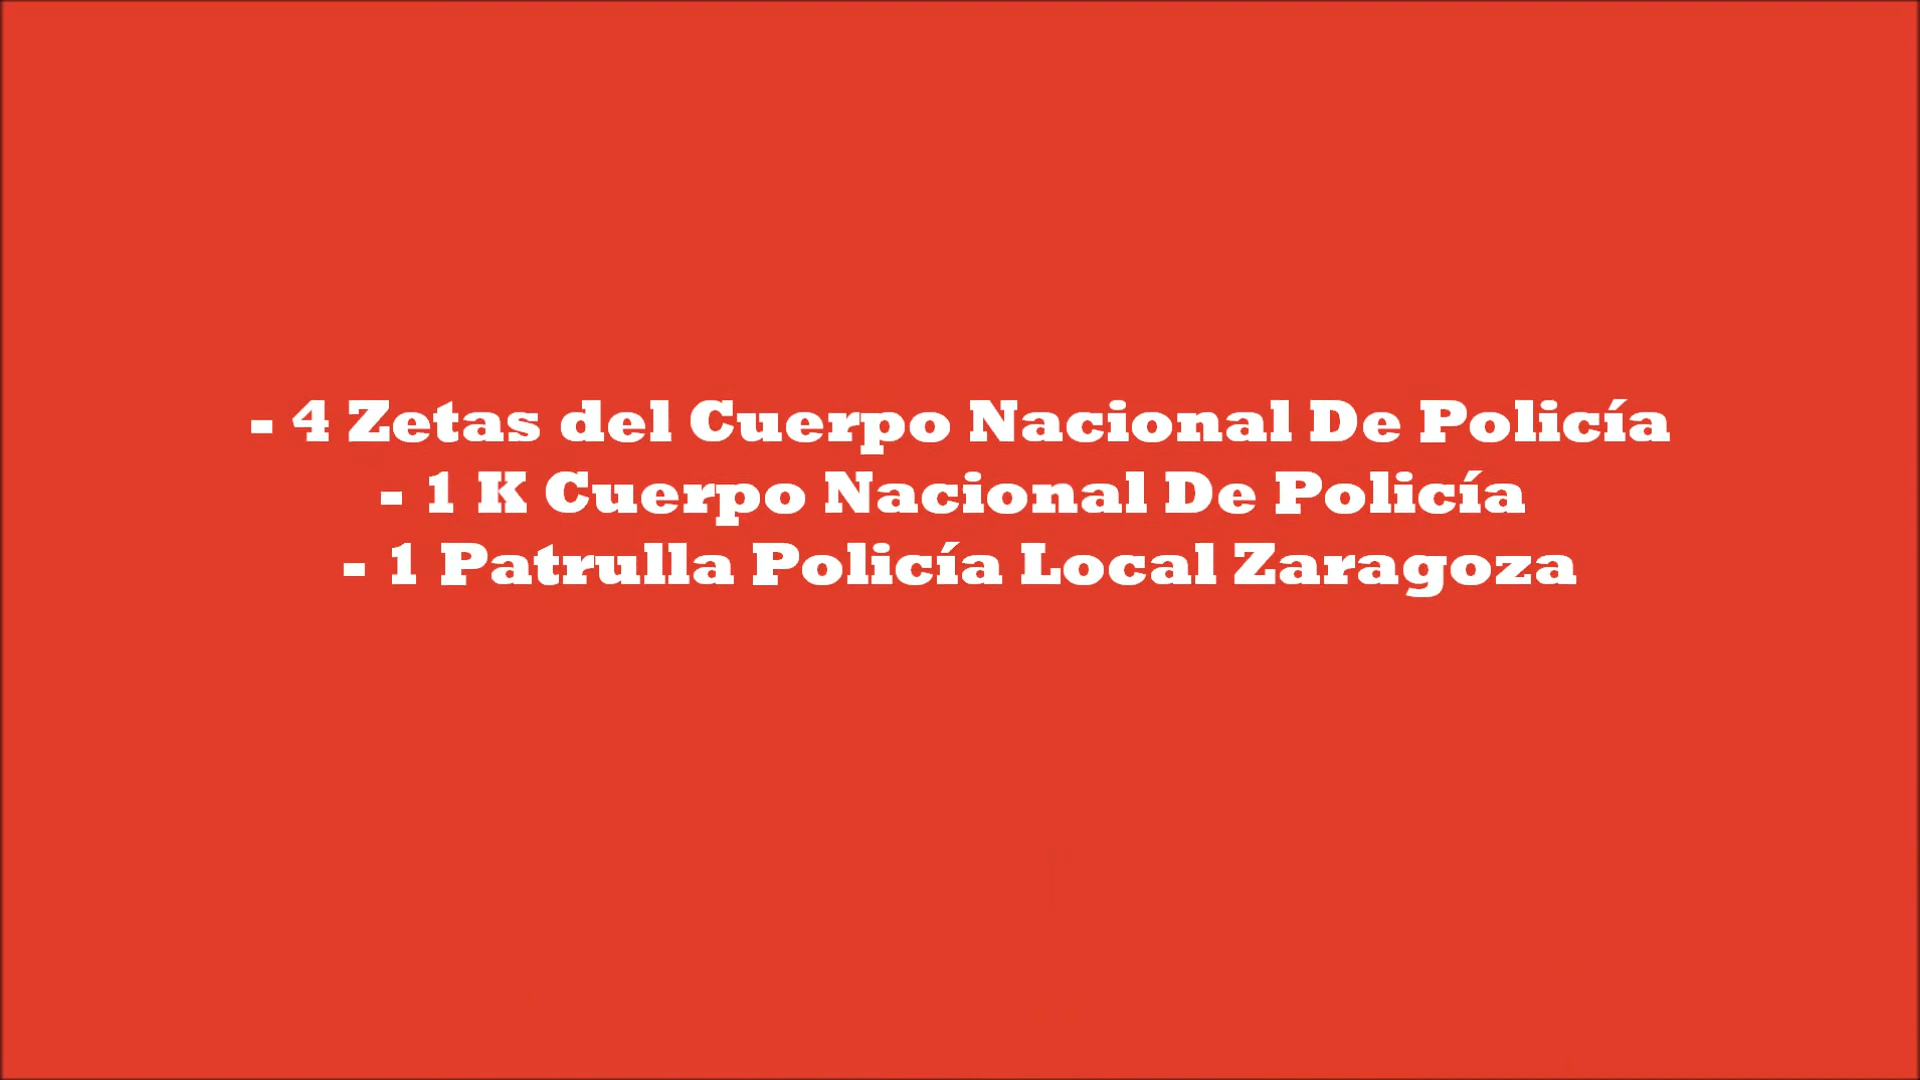 - 4 Zetas del Cuerpo Nacional De Policía
- 1 K Cuerpo Nacional De Policía
- 1 Patrulla Policía Local Zaragoza